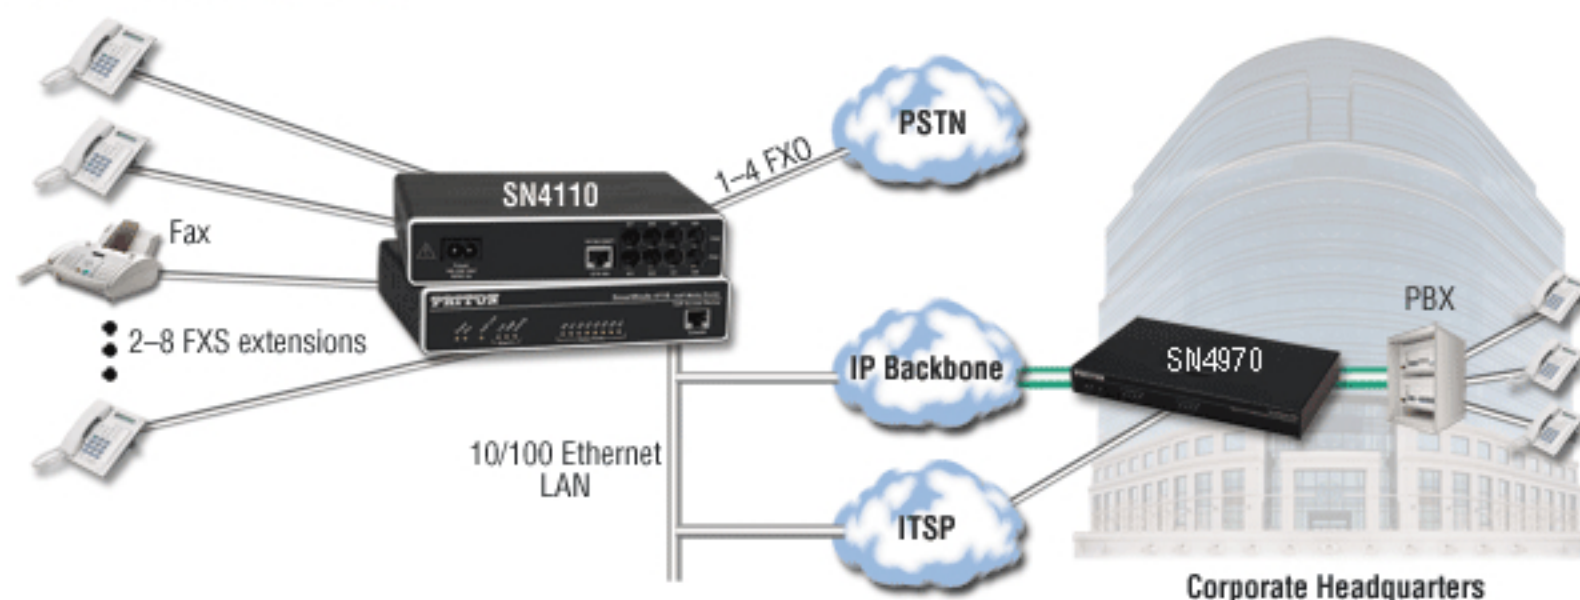 PSTN
1–4 FXO
SN4110
Fax
PATTON
2–8 FXS extensions
PBX
IP Backbone
SN4970
10/100 Ethernet
LAN
ITSP
Corporate Headquarters